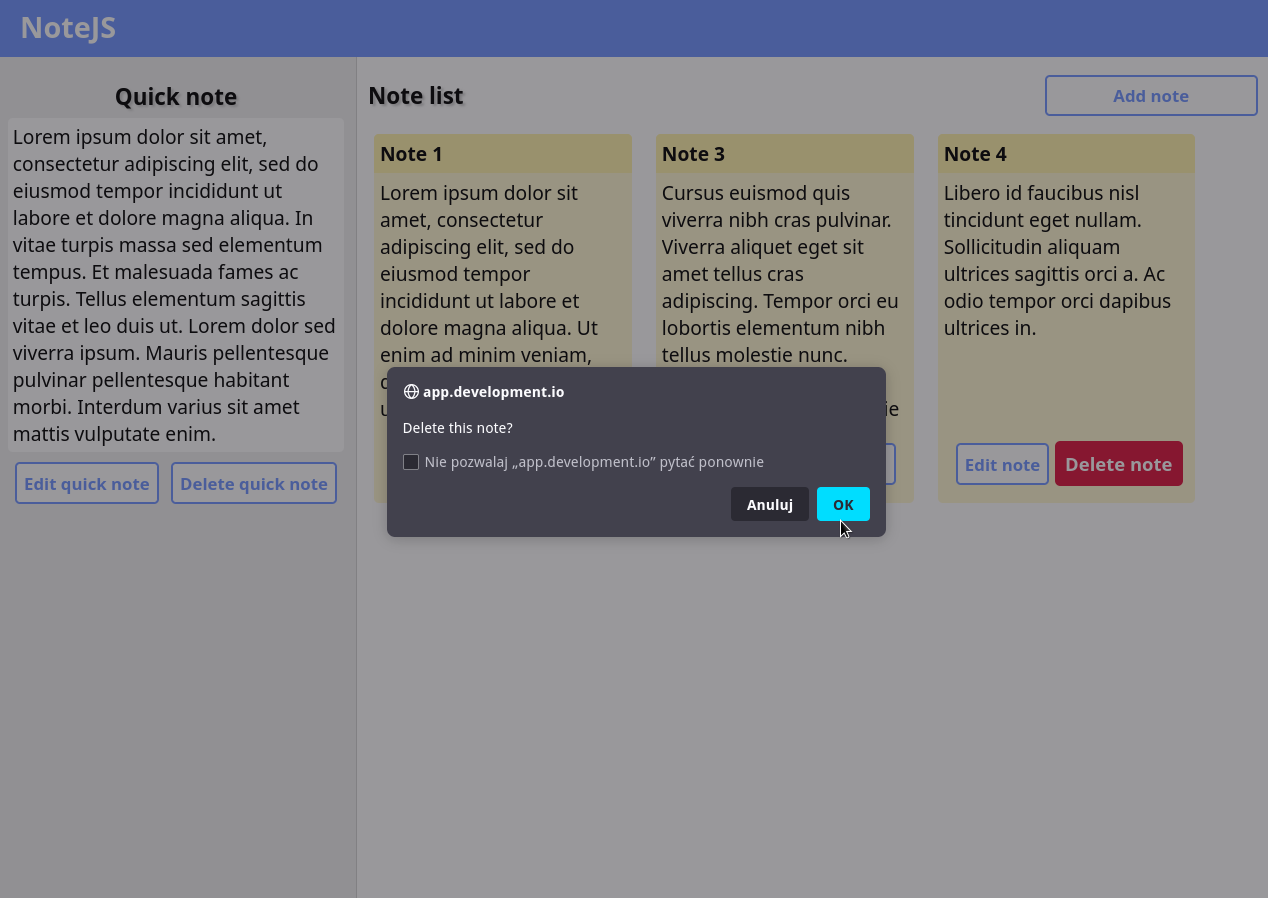 NoteJS
Quick note
Lorem ipsum dolor sit amet,
consectetur adipiscing elit, sed do
eiusmod tempor incididunt ut
labore et dolore magna aliqua. In
vitae turpis massa sed elementum
tempus. Et malesuada fames ac
turpis. Tellus elementum sagittis
vitae et leo duis ut. Lorem dolor sed
viverra ipsum. Mauris pellentesque
pulvinar pellentesque habitant
morbi. Interdum varius sit amet
mattis vulputate enim.
Edit quick note
Delete quick note
Note list
Add note
Note 1
Lorem ipsum dolor sit
amet, consectetur
adipiscing elit, sed do
eiusmod tempor
incididunt ut labore et
dolore magna aliqua. Ut
enim ad minim veniam,
Note 3
Cursus euismod quis
viverra nibh cras pulvinar.
Viverra aliquet eget sit
amet tellus cras
adipiscing. Tempor orci eu
lobortis elementum nibh
tellus molestie nunc.
Note 4
Libero id faucibus nisl
tincidunt eget nullam.
Sollicitudin aliquam
ultrices sagittis orci a. Ac
odio tempor orci dapibus
ultrices in.
Edit note
Delete note
app.development.io
Delete this note?
Nie pozwalaj „app.development.io” pytać ponownie
Anuluj
OK